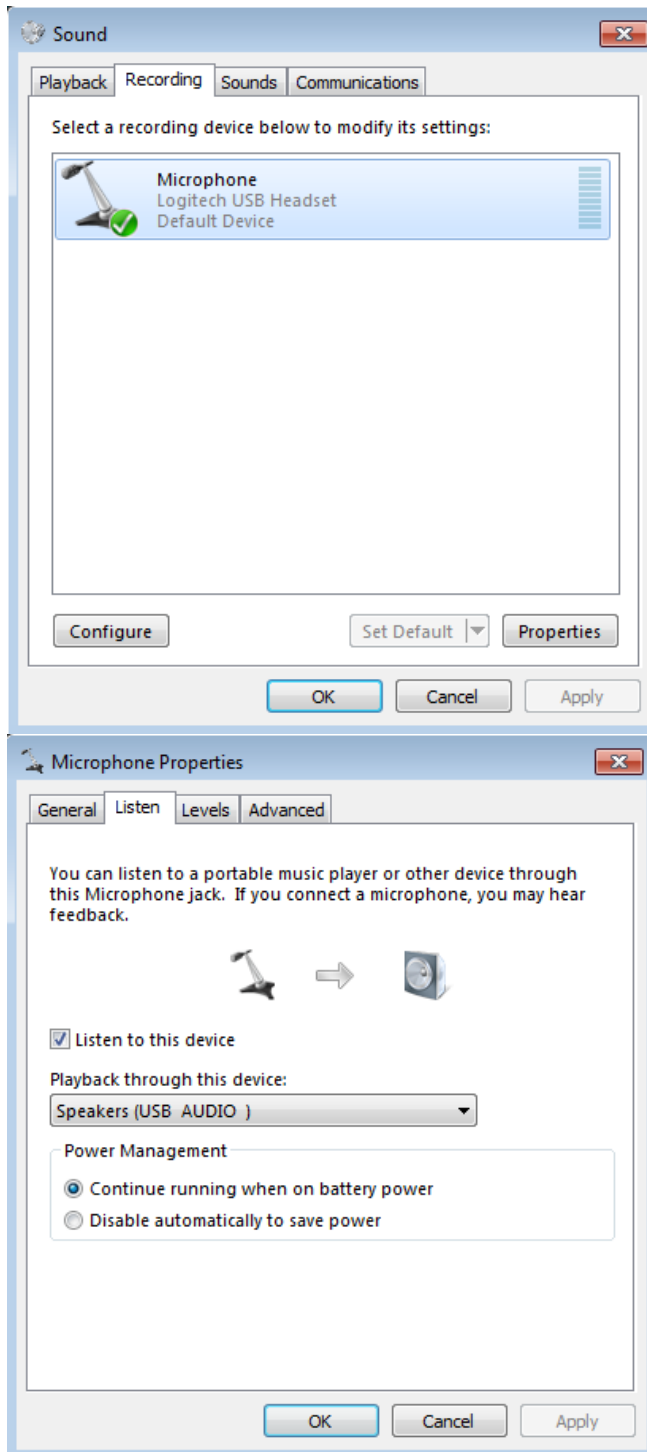 Sound
Playback Recording Sounds Communications
Select a recording device below to modify its settings:
Microphone
Logitech USB Headset
Default Device
Configure Set Default Properties
OK Cancel Apply
Microphone Properties
General Listen Levels Advanced
You can listen to a portable music player or other device through
this Microphone jack. If you connect a microphone, you may hear
feedback.
Listen to this device
Playback through this device:
Speakers (USB AUDIO )
Power Management
Continue running when on battery power
Disable automatically to save power
OK Cancel Apply